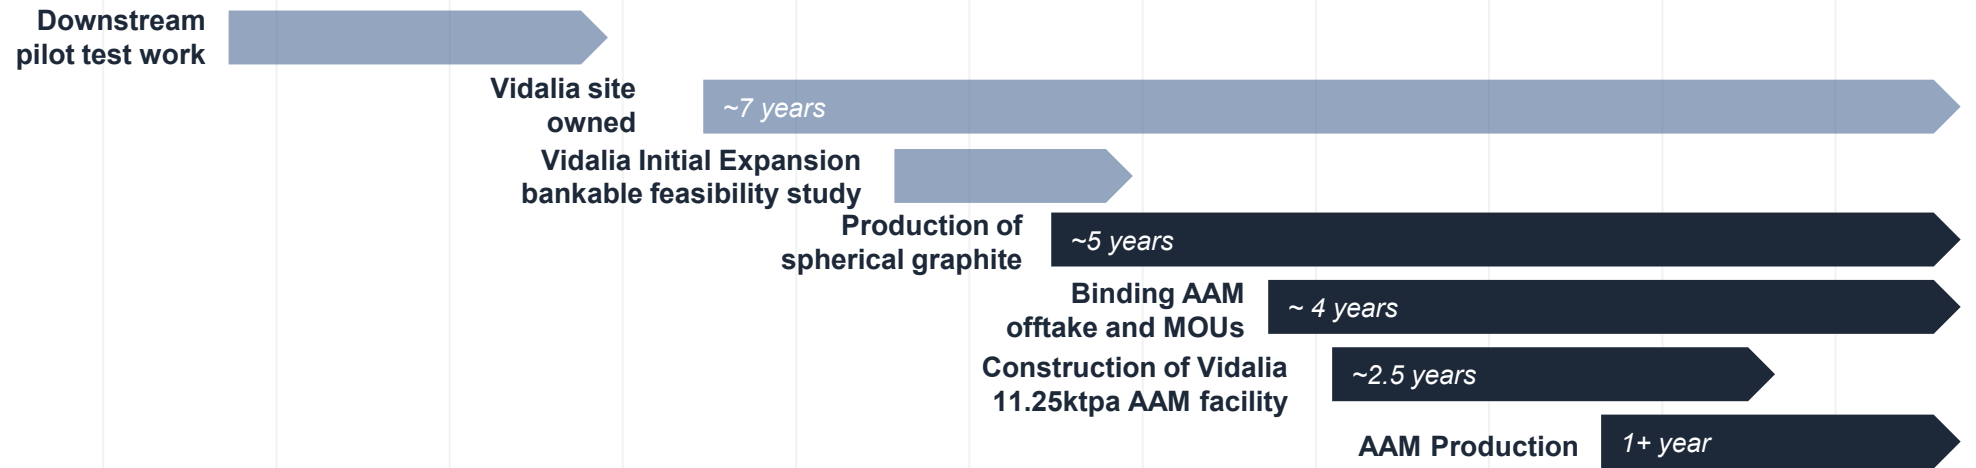 Downstream
pilot test work
Vidalia site
owned
~7 years
Vidalia Initial Expansion
bankable feasibility study
Production of
spherical graphite
~5 years
Binding AAM
offtake and MOUs
~ 4 years
Construction of Vidalia
11.25ktpa AAM facility
~2.5 years
AAM Production
1+ year